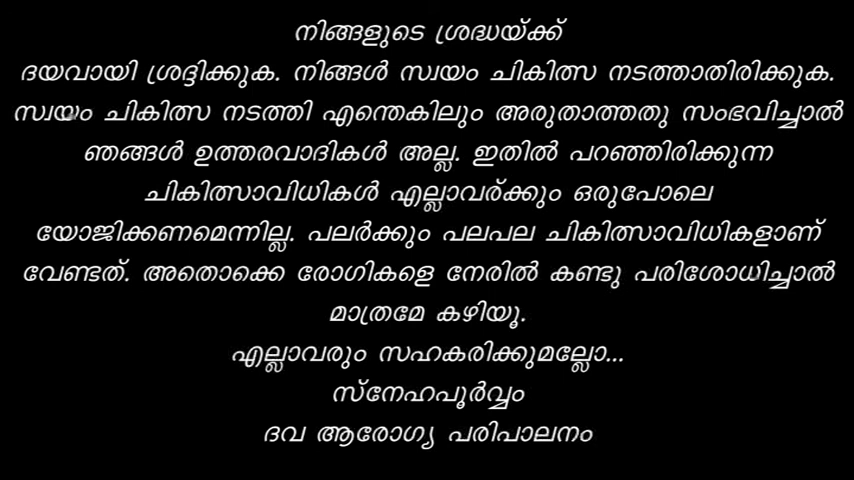 നിങ്ങളുടെ ശ്രദ്ധയ്ക്ക്
ദയവായി ശ്രദ്ദിക്കുക. നിങ്ങൾ സ്വയം ചികിത്സ നടത്താതിരിക്കുക.
സ്വയം ചികിത്സ നടത്തി എന്തെകിലും അരുതാത്തതു സംഭവിച്ചാൽ
ഞങ്ങൾ ഉത്തരവാദികൾ അല്ല. ഇതിൽ പറഞ്ഞിരിക്കുന്ന
ചികിത്സാവിധികൾ എല്ലാവര്ക്കും ഒരുപോലെ
യോജിക്കണമെന്നില്ല. പലർക്കും പലപല ചികിത്സാവിധികളാണ്
വേണ്ടത്. അതൊക്കെ രോഗികളെ നേരിൽ കണ്ടു പരിശോധിച്ചാൽ
മാത്രമേ കഴിയൂ.
എല്ലാവരും സഹകരിക്കുമല്ലോ...
സ്നേഹപൂർവ്വം
ദവ ആരോഗ്യ പരിപാലനം